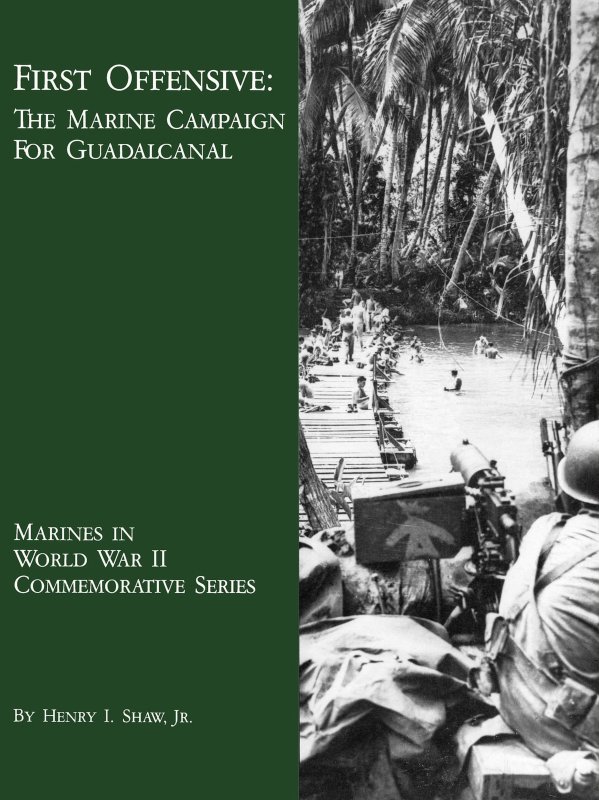 FIRST OFFENSIVE:
THE MARINE CAMPAIGN
FOR GUADALCANAL
MARINES IN
WORLD WAR II
COMMEMORATIVE SERIES
BY HENRY I. SHAW, JR.